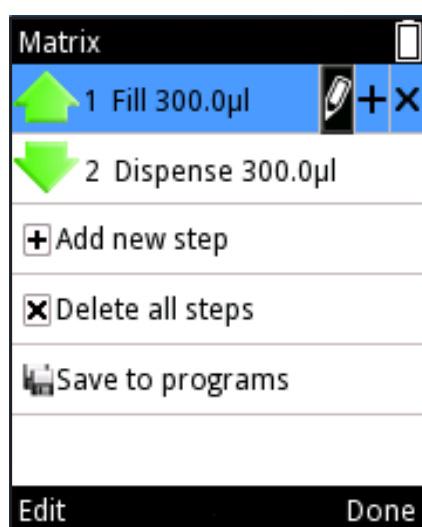 Matrix
1 Fill 300.0µl
2 Dispense 300.0µl
Add new step
Delete all steps
Save to programs
Edit Done